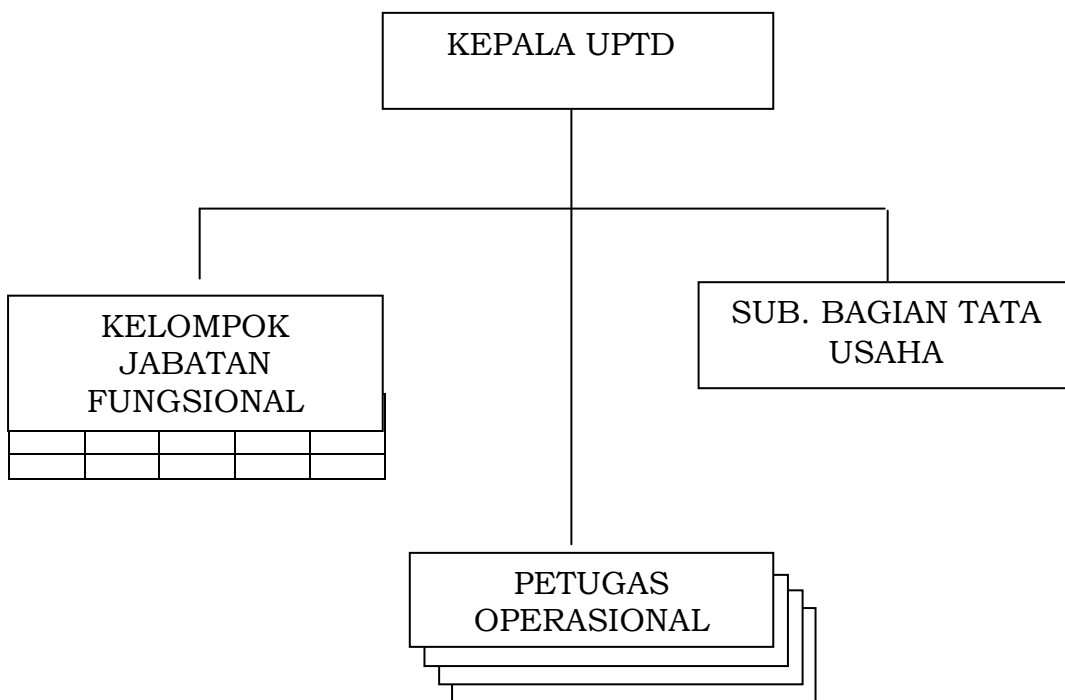 KEPALA UPTD
KELOMPOK
JABATAN
FUNGSIONAL
SUB. BAGIAN TATA
USAHA
PETUGAS
OPERASIONAL